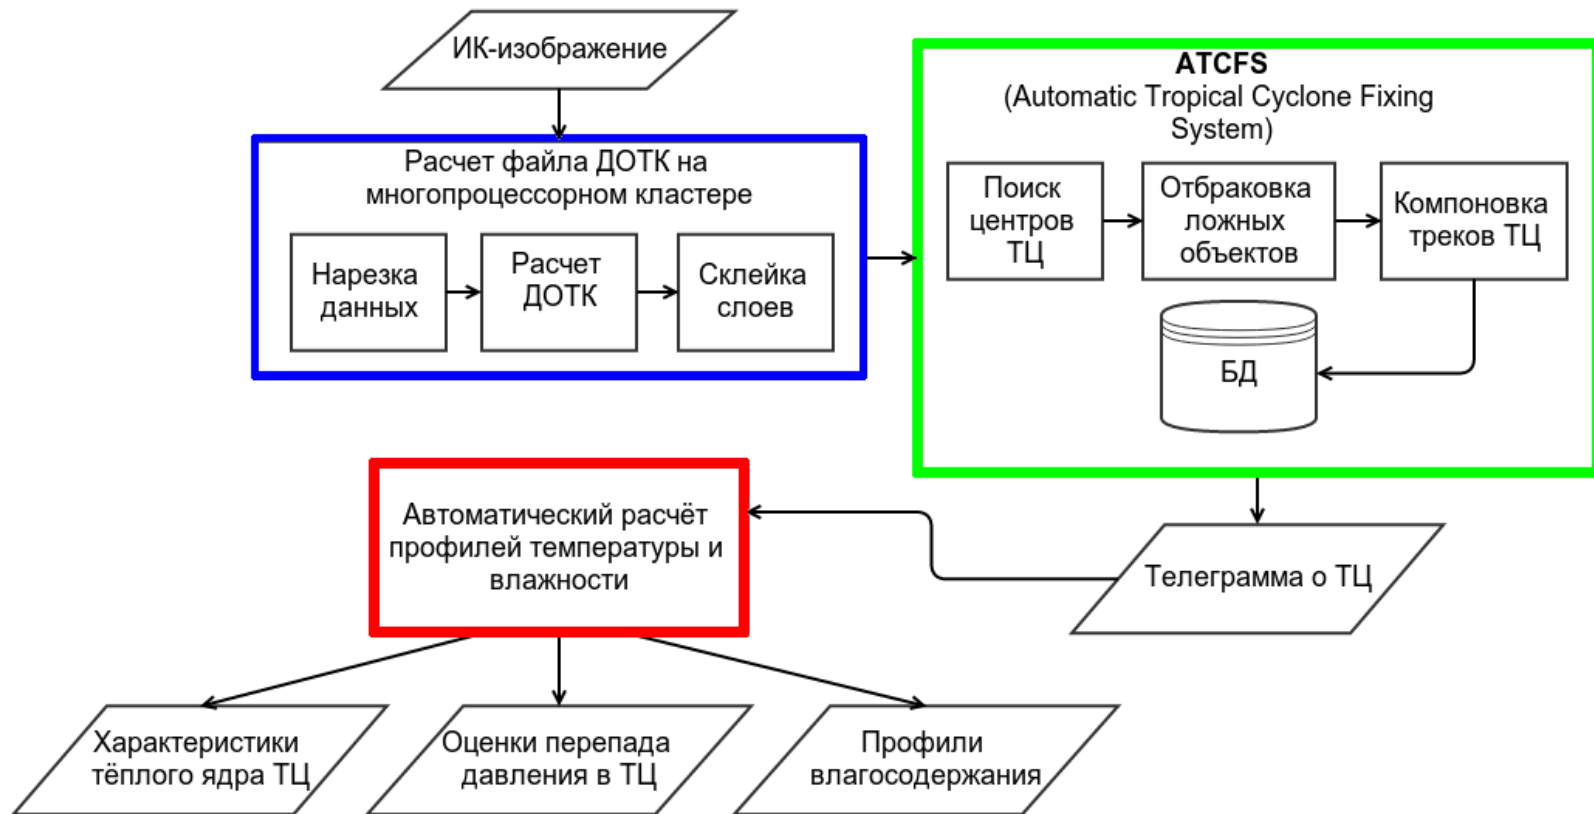 ИК-изображение
Расчет файла ДОТК на
многопроцессорном кластере
Нарезка
данных
Расчет
ДОТК
Склейка
слоев
ATCFS
(Automatic Tropical Cyclone Fixing
System)
Поиск
центров
ТЦ
Отбраковка
ложных
объектов
Компоновка
треков ТЦ
БД
Телеграмма о ТЦ
Автоматический расчёт
профилей температуры и
влажности
Характеристики
тёплого ядра ТЦ
Оценки перепада
давления в ТЦ
Профили
влагосодержания